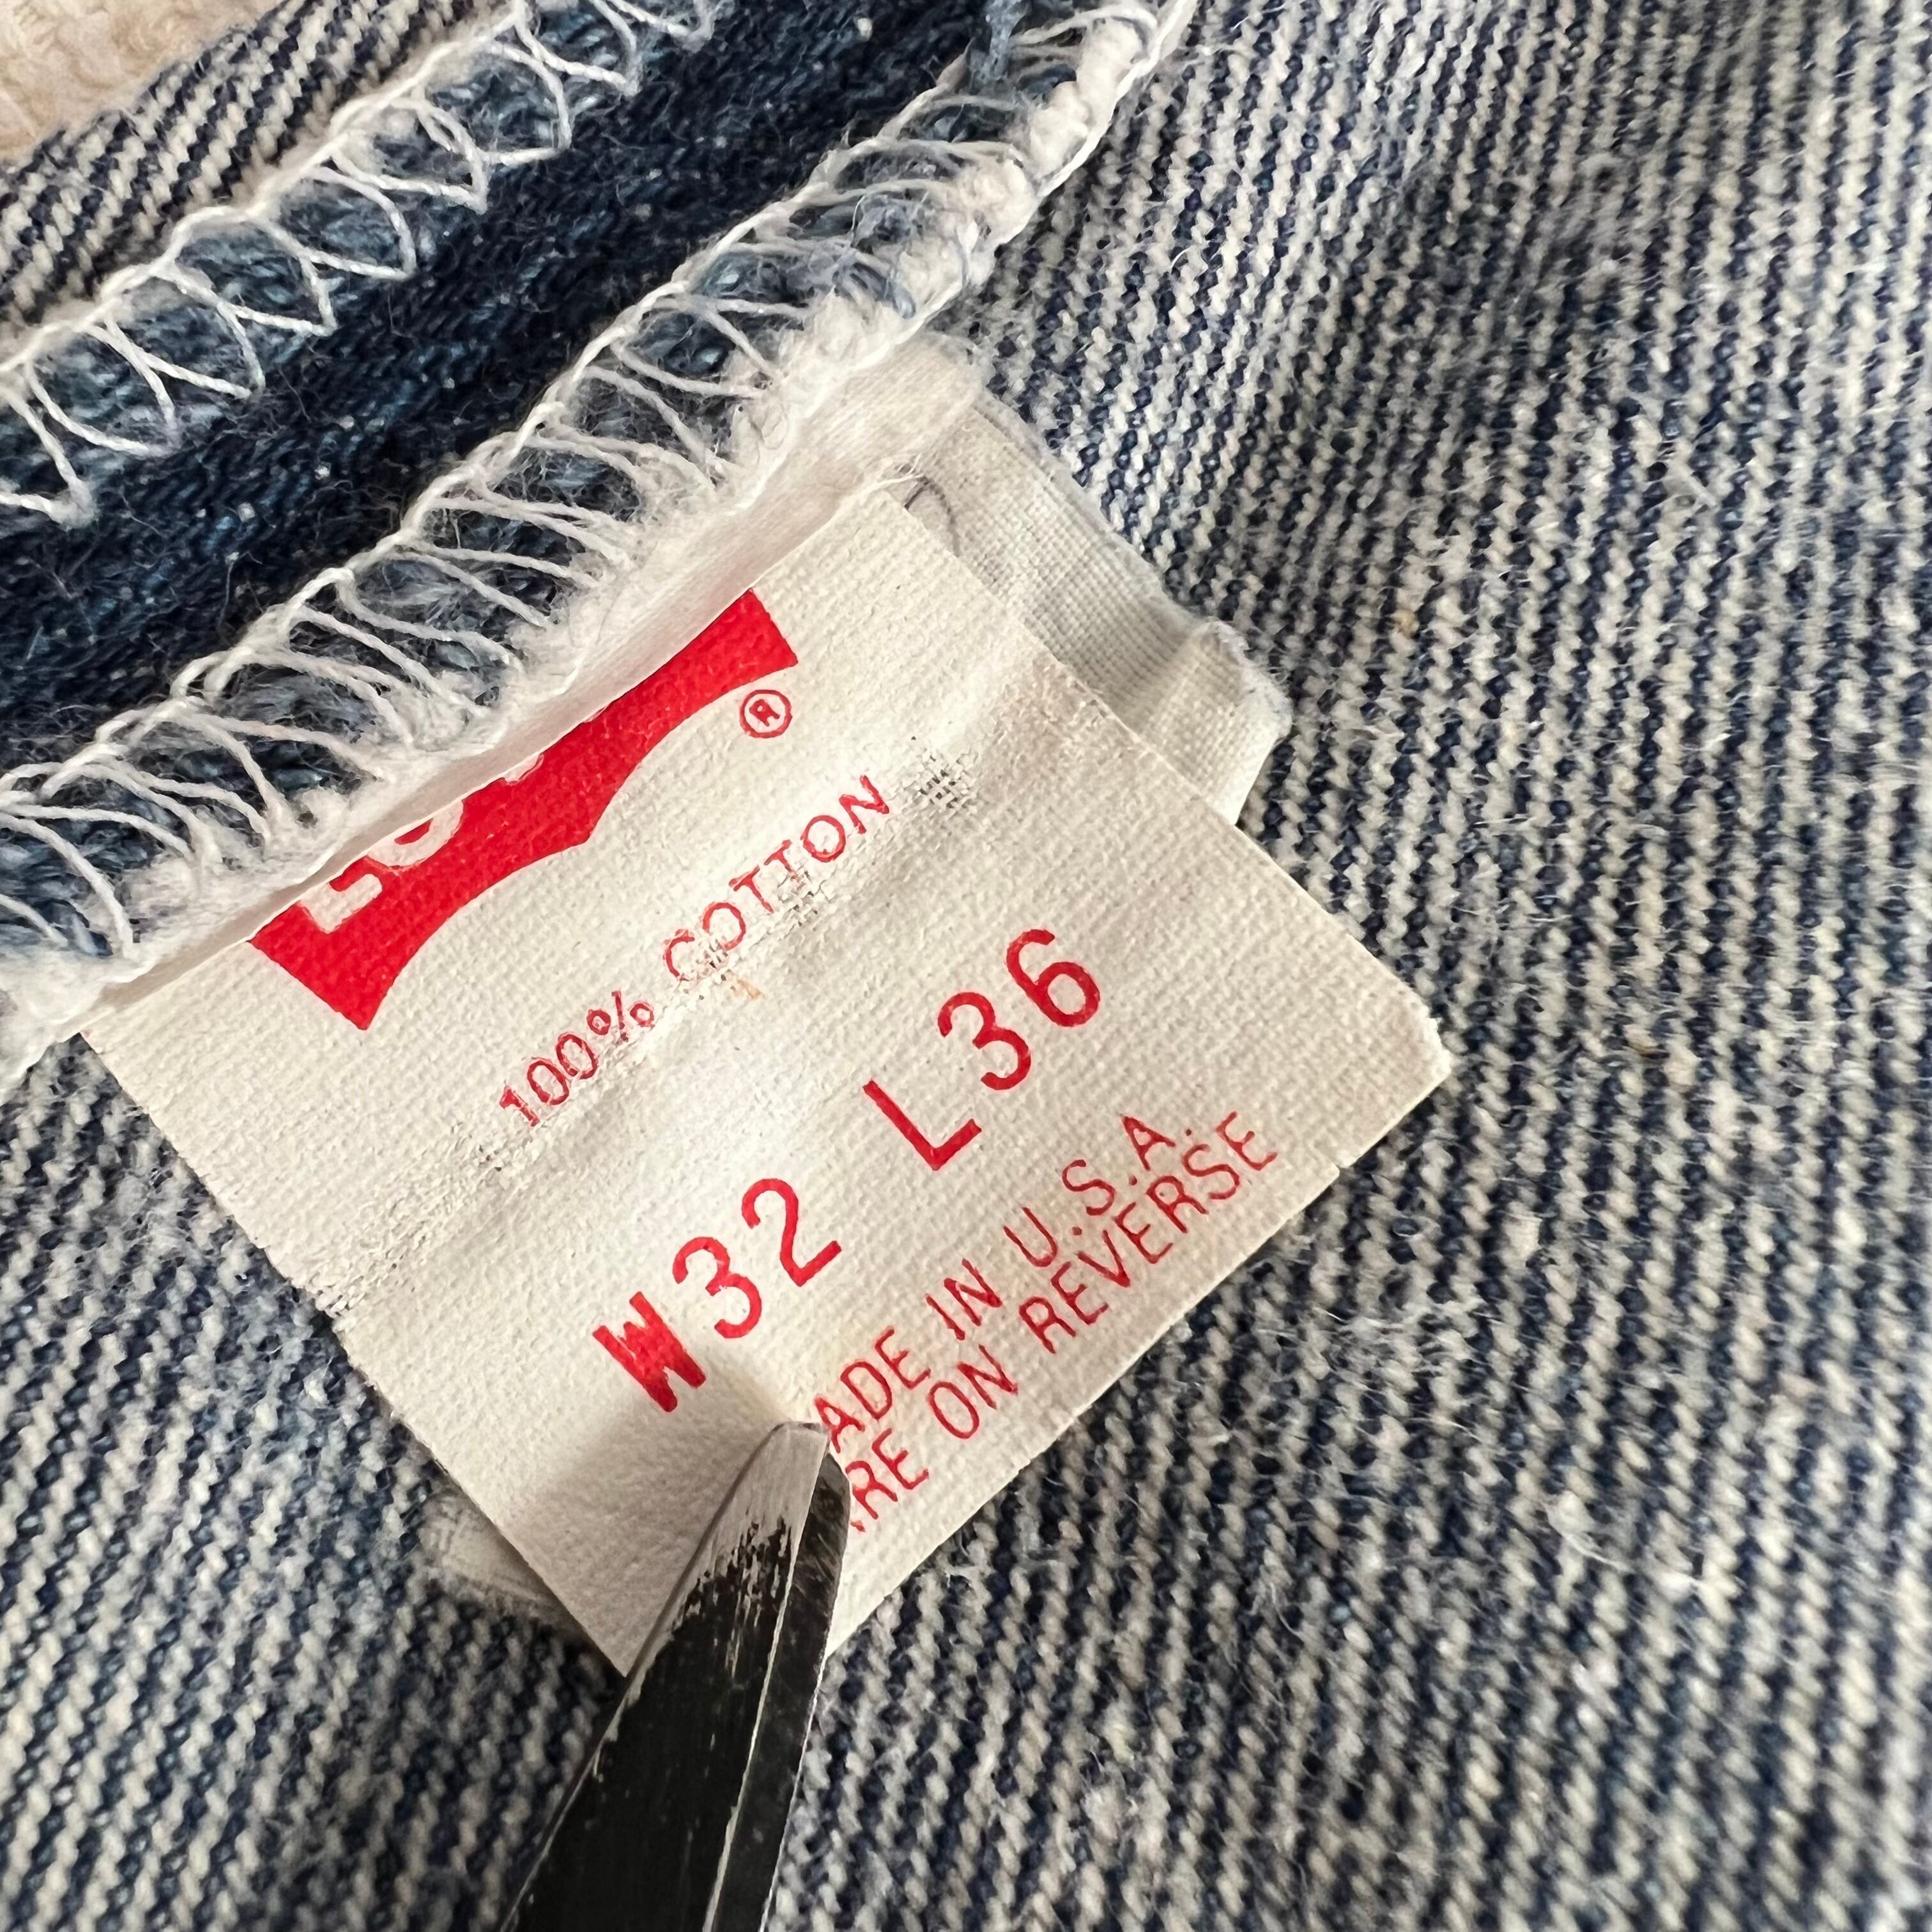 ®
100% COTTON
W32 L36
ADE IN U.S.A.
RE ON REVERSE